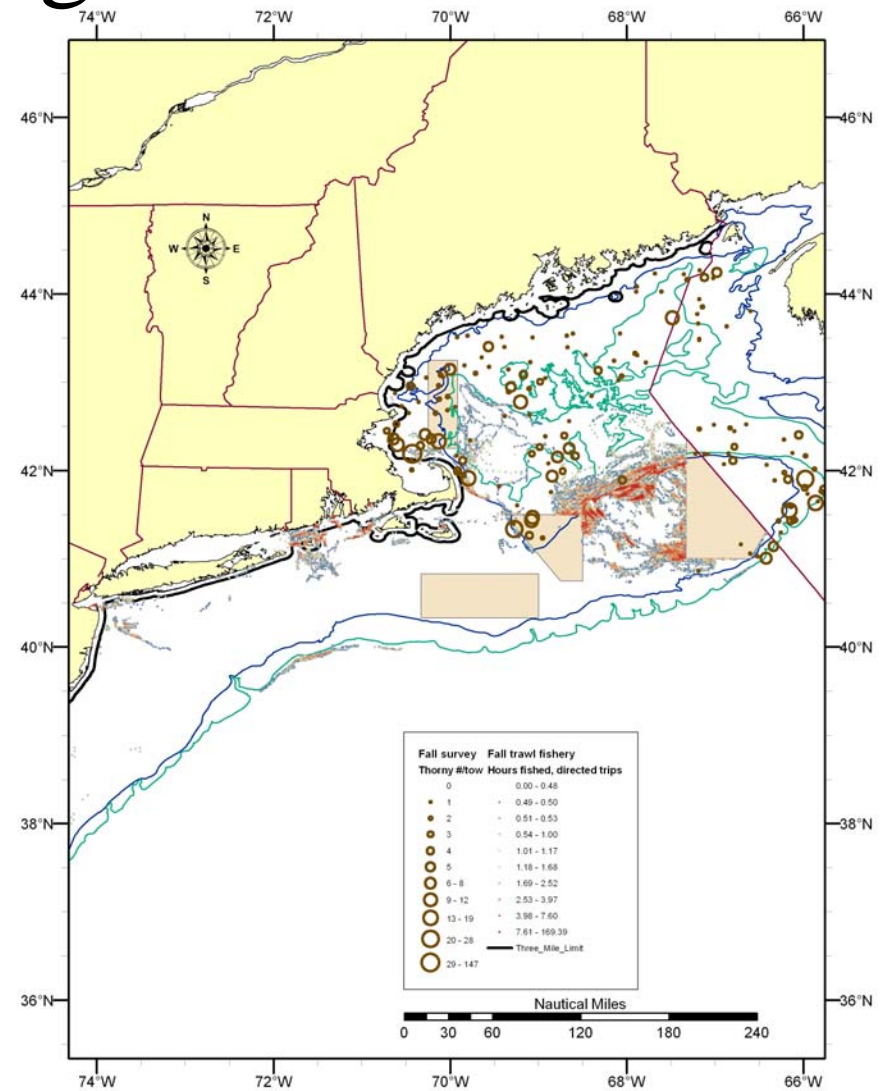 74°W 72°W 70°W 68°W 66°W
46°N 46°N
N
W E
S
44°N 44°N
42°N 42°N
40°N 40°N
Fall survey Fall trawl fishery
Thorny #/tow Hours fished, directed trips
0 0.00 - 0.48
1 0.49 - 0.50
2 0.51 - 0.53
3 0.54 - 1.00
4 1.01 - 1.17
5 1.18 - 1.68
6 - 8 1.69 - 2.52
9 - 12 2.53 - 3.97
13 - 19 3.98 - 7.60
20 - 28 7.61 - 169.39
29 - 147 Three_Mile_Limit
38°N 38°N
36°N 36°N
Nautical Miles
0 30 60 120 180 240
74°W 72°W 70°W 68°W 66°W